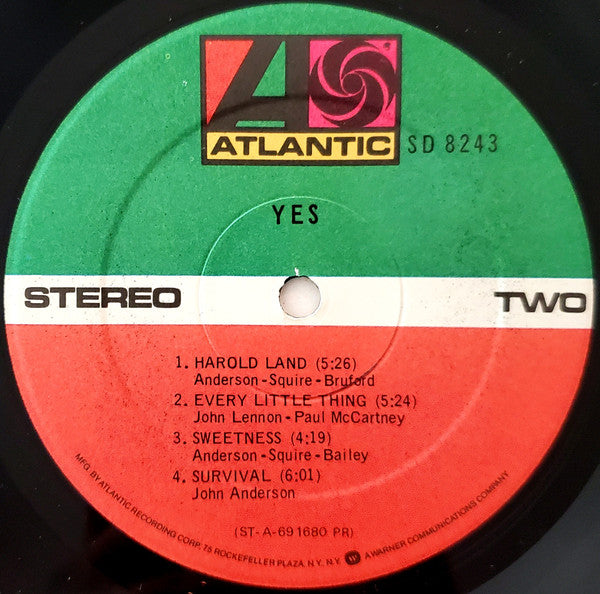 ATLANTIC SD 8243
YES
STEREO TWO
1. HAROLD LAND (5:26)
Anderson-Squire-Bruford
2. EVERY LITTLE THING (5:24)
John Lennon-Paul McCartney
3. SWEETNESS (4:19)
Anderson-Squire-Bailey
4. SURVIVAL (6:01)
John Anderson
(ST-A-691680 PR)
MFG. BY ATLANTIC RECORDING CORP., 75 ROCKEFELLER PLAZA, N.Y. N.Y. W A WARNER COMMUNICATIONS COMPANY